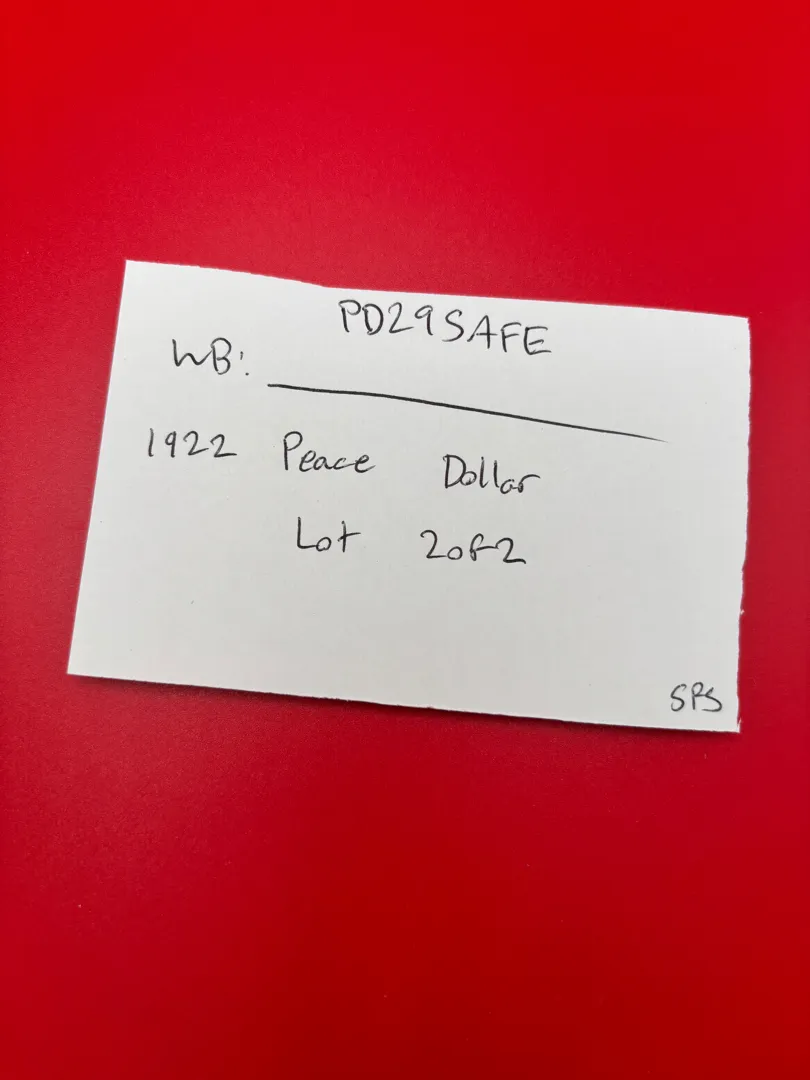 PD29SAFE
WB:
1922 Peace Dollar
Lot 2of2
SPS